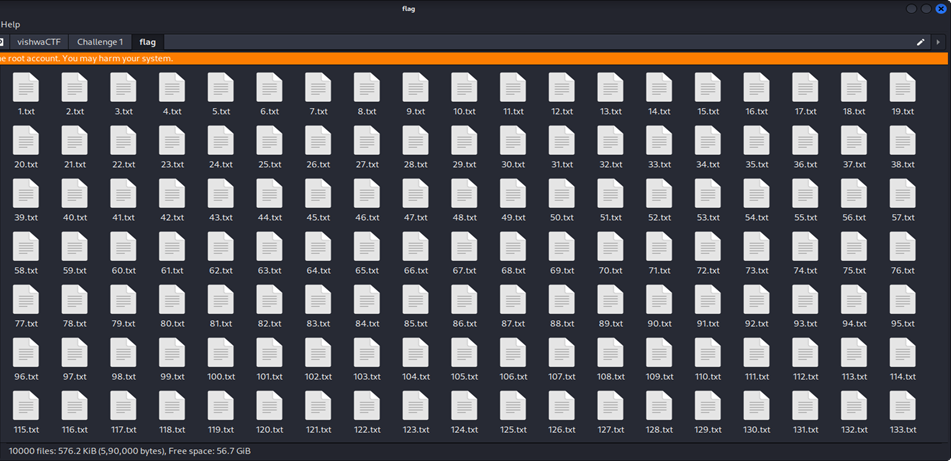 flag
Help
vishwaCTF Challenge 1 flag
e root account. You may harm your system.
1.txt 2.txt 3.txt 4.txt 5.txt 6.txt 7.txt 8.txt 9.txt 10.txt 11.txt 12.txt 13.txt 14.txt 15.txt 16.txt 17.txt 18.txt 19.txt
20.txt 21.txt 22.txt 23.txt 24.txt 25.txt 26.txt 27.txt 28.txt 29.txt 30.txt 31.txt 32.txt 33.txt 34.txt 35.txt 36.txt 37.txt 38.txt
39.txt 40.txt 41.txt 42.txt 43.txt 44.txt 45.txt 46.txt 47.txt 48.txt 49.txt 50.txt 51.txt 52.txt 53.txt 54.txt 55.txt 56.txt 57.txt
58.txt 59.txt 60.txt 61.txt 62.txt 63.txt 64.txt 65.txt 66.txt 67.txt 68.txt 69.txt 70.txt 71.txt 72.txt 73.txt 74.txt 75.txt 76.txt
77.txt 78.txt 79.txt 80.txt 81.txt 82.txt 83.txt 84.txt 85.txt 86.txt 87.txt 88.txt 89.txt 90.txt 91.txt 92.txt 93.txt 94.txt 95.txt
96.txt 97.txt 98.txt 99.txt 100.txt 101.txt 102.txt 103.txt 104.txt 105.txt 106.txt 107.txt 108.txt 109.txt 110.txt 111.txt 112.txt 113.txt 114.txt
115.txt 116.txt 117.txt 118.txt 119.txt 120.txt 121.txt 122.txt 123.txt 124.txt 125.txt 126.txt 127.txt 128.txt 129.txt 130.txt 131.txt 132.txt 133.txt
10000 files: 576.2 KiB (5,90,000 bytes), Free space: 56.7 GiB